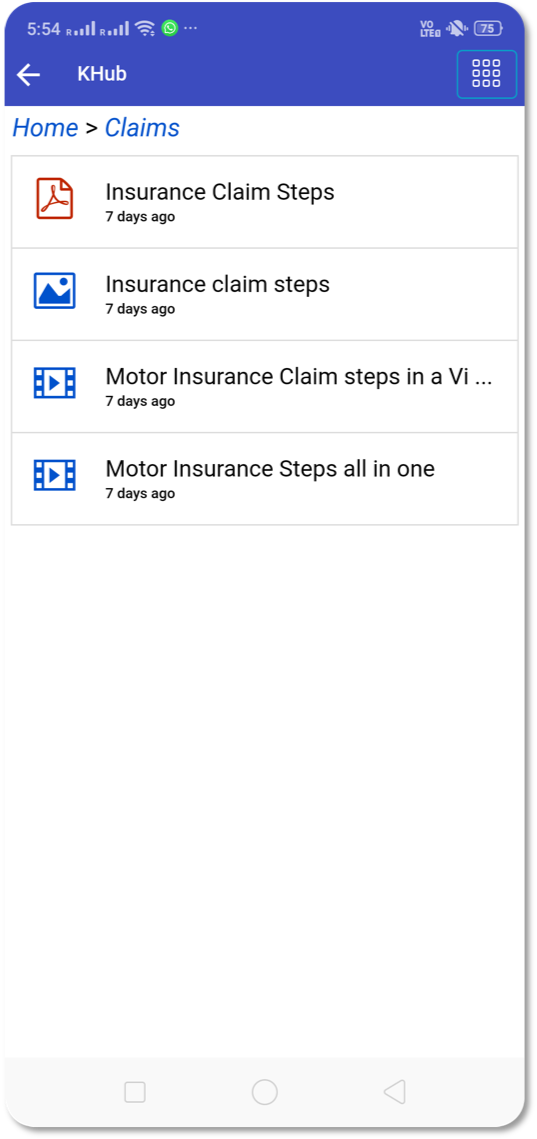 5:54 R R ... VO LTE 75
KHub
Home > Claims
Insurance Claim Steps
7 days ago
Insurance claim steps
7 days ago
Motor Insurance Claim steps in a Vi ...
7 days ago
Motor Insurance Steps all in one
7 days ago